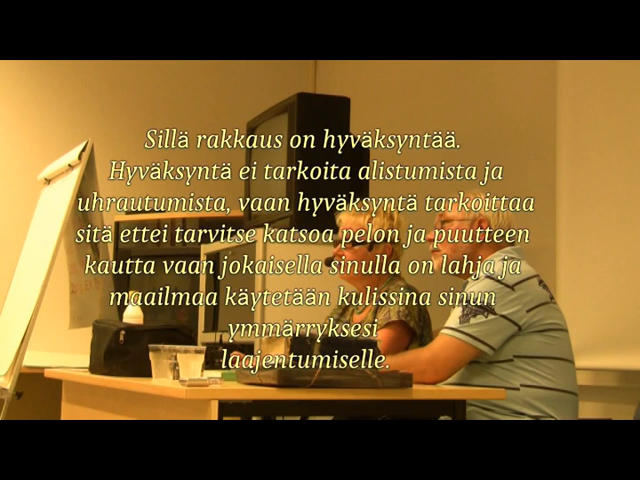 Sillä rakkaus on hyväksyntää.
Hyväksyntä ei tarkoita alistumista ja
uhrautumista, vaan hyväksyntä tarkoittaa
sitä ettei tarvitse katsoa pelon ja puutteen
kautta vaan jokaisella sinulla on lahja ja
maailmaa käytetään kulissina sinun
ymmärryksesi
laajentumiselle.